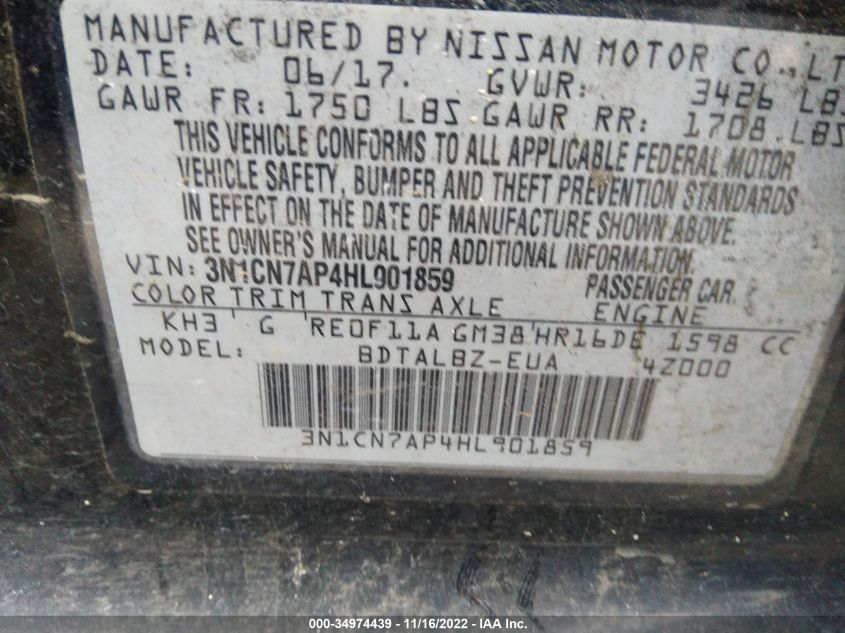 MANUFACTURED BY NISSAN MOTOR CO., LT
DATE: 06/17. GVWR: 3426 LBS
GAWR FR: 1750 LBS GAWR RR: 1708 LBS
THIS VEHICLE CONFORMS TO ALL APPLICABLE FEDERAL MOTOR
VEHICLE SAFETY, BUMPER AND THEFT PREVENTION STANDARDS
IN EFFECT ON THE DATE OF MANUFACTURE SHOWN ABOVE.
SEE OWNER'S MANUAL FOR ADDITIONAL INFORMATION.
VIN: 3N1CN7AP4HL901859 PASSENGER CAR
COLOR TRIM TRANS AXLE ENGINE
KH3 G RE0F11A GM38 HR16DE 1598 CC
MODEL: BDTALBZ-EUA 4Z000
3N1CN7AP4HL901859
000-34974439 - 11/16/2022 - IAA Inc.